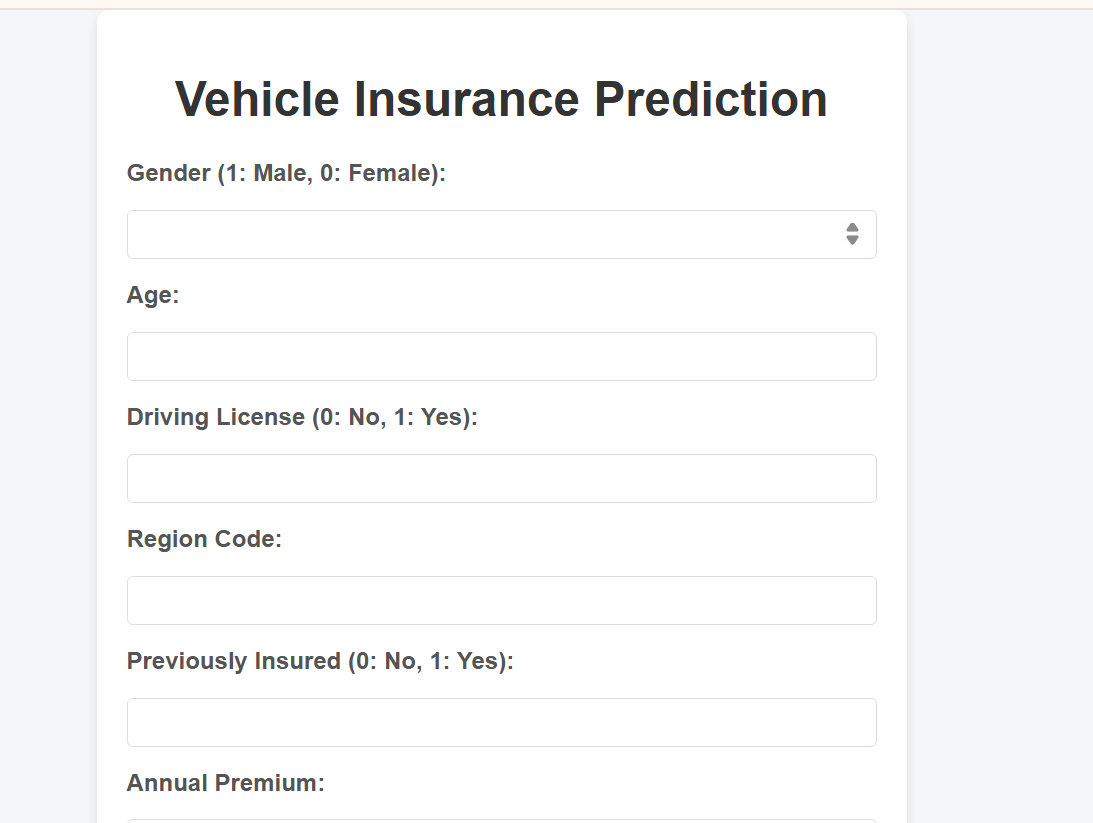 Vehicle Insurance Prediction
Gender (1: Male, 0: Female):
Age:
Driving License (0: No, 1: Yes):
Region Code:
Previously Insured (0: No, 1: Yes):
Annual Premium: